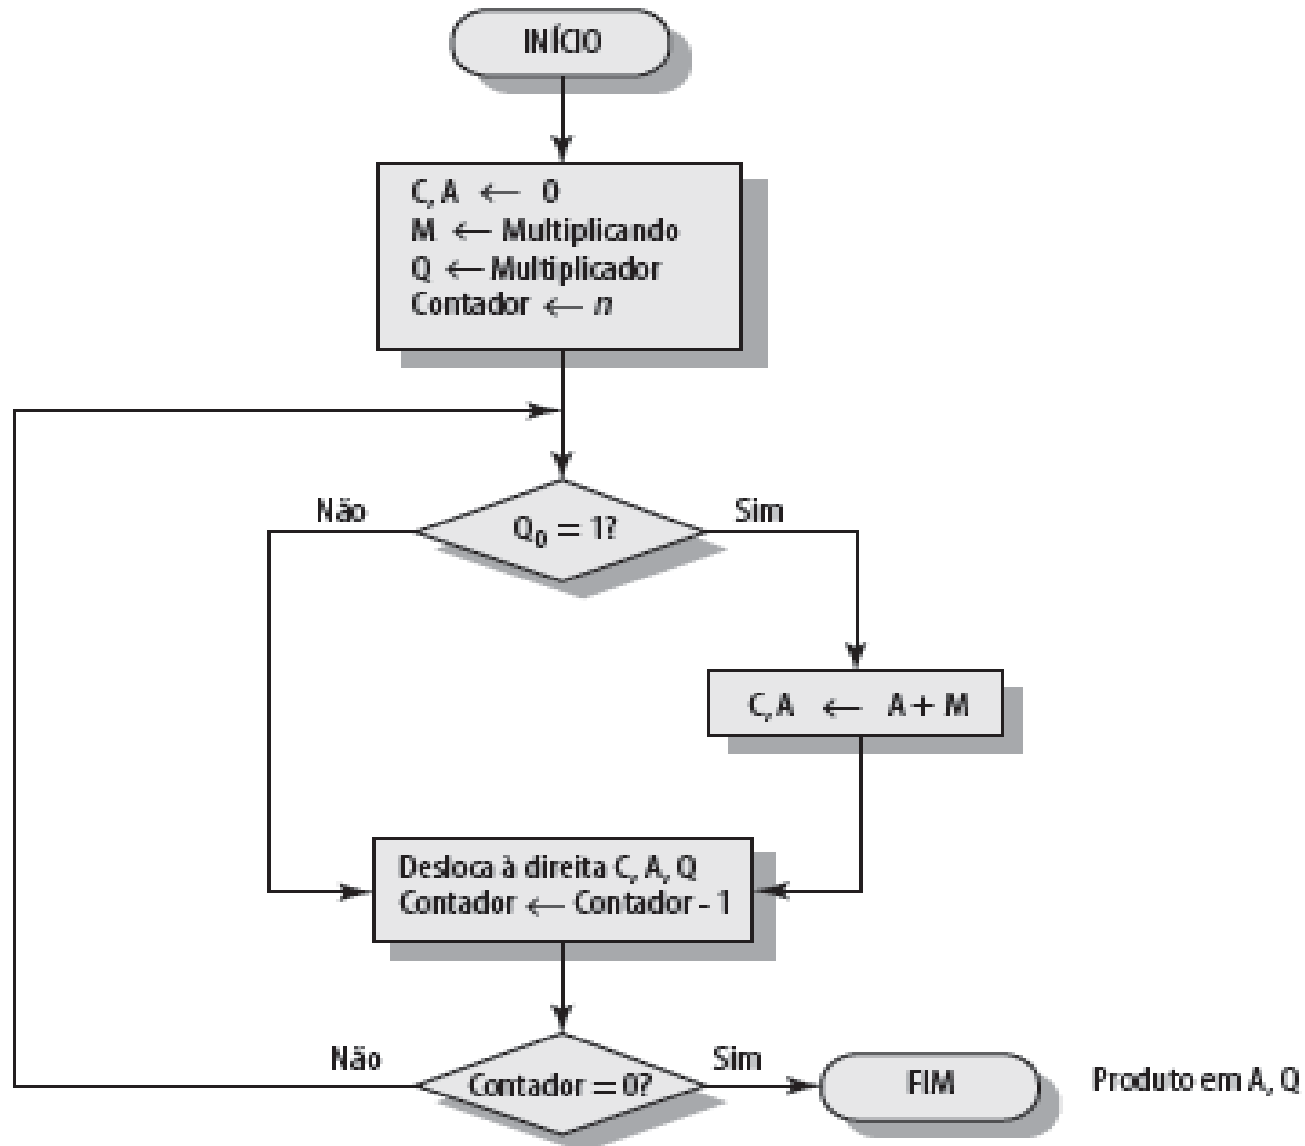 INÍCIO
C, A ← 0
M ← Multiplicando
Q ← Multiplicador
Contador ← n
Não
Q0 = 1?
Sim
C, A ← A + M
Desloca à direita C, A, Q
Contador ← Contador - 1
Não
Contador = 0?
Sim
FIM
Produto em A, Q